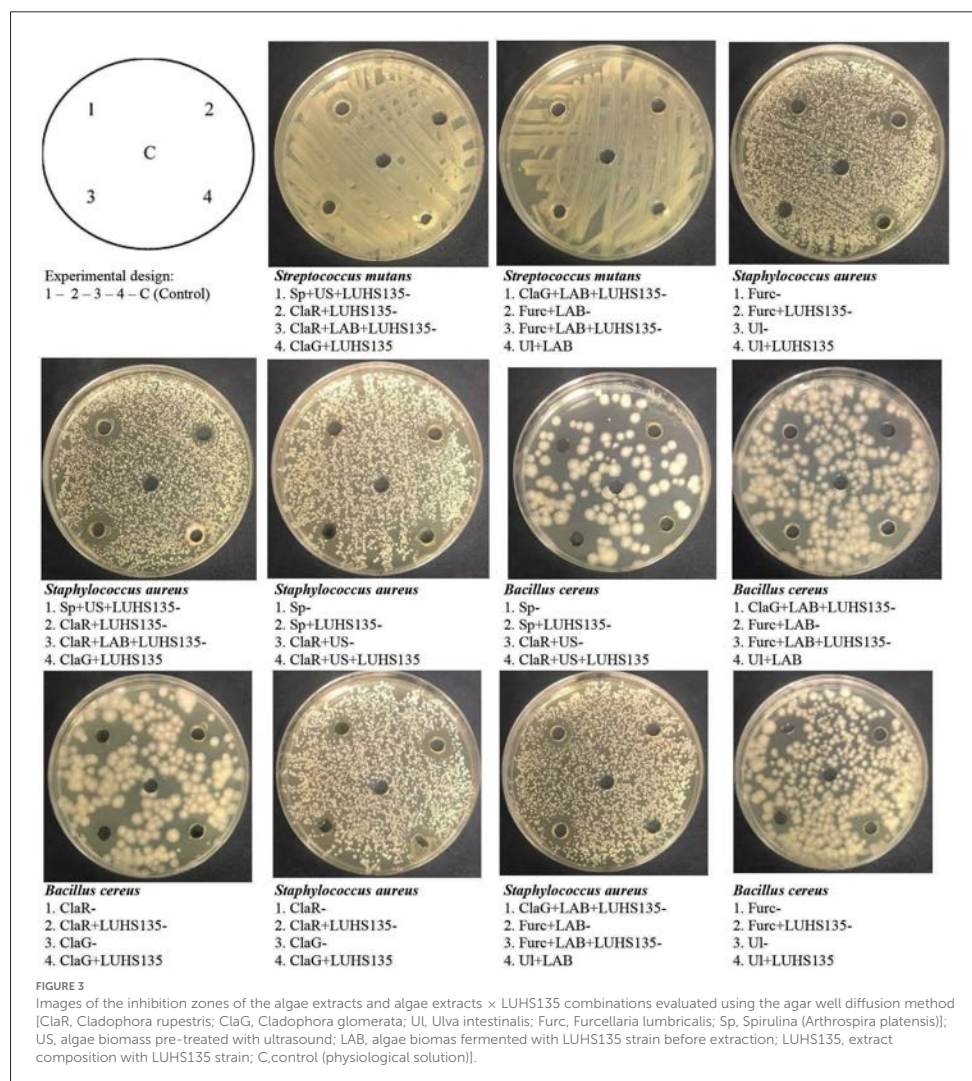 1
2
C
3
4
Experimental design:
1 – 2 – 3 – 4 – C (Control)
Streptococcus mutans
1. Sp+US+LUHS135-
2. ClaR+LUHS135-
3. ClaR+LAB+LUHS135-
4. ClaG+LUHS135
Streptococcus mutans
1. ClaG+LAB+LUHS135-
2. Furc+LAB-
3. Furc+LAB+LUHS135-
4. Ul+LAB
Staphylococcus aureus
1. Furc-
2. Furc+LUHS135-
3. Ul-
4. Ul+LUHS135
Staphylococcus aureus
1. Sp+US+LUHS135-
2. ClaR+LUHS135-
3. ClaR+LAB+LUHS135-
4. ClaG+LUHS135
Staphylococcus aureus
1. Sp-
2. Sp+LUHS135-
3. ClaR+US-
4. ClaR+US+LUHS135
Bacillus cereus
1. Sp-
2. Sp+LUHS135-
3. ClaR+US-
4. ClaR+US+LUHS135
Bacillus cereus
1. ClaG+LAB+LUHS135-
2. Furc+LAB-
3. Furc+LAB+LUHS135-
4. Ul+LAB
Bacillus cereus
1. ClaR-
2. ClaR+LUHS135-
3. ClaG-
4. ClaG+LUHS135
Staphylococcus aureus
1. ClaR-
2. ClaR+LUHS135-
3. ClaG-
4. ClaG+LUHS135
Staphylococcus aureus
1. ClaG+LAB+LUHS135-
2. Furc+LAB-
3. Furc+LAB+LUHS135-
4. Ul+LAB
Bacillus cereus
1. Furc-
2. Furc+LUHS135-
3. Ul-
4. Ul+LUHS135
FIGURE 3
Images of the inhibition zones of the algae extracts and algae extracts × LUHS135 combinations evaluated using the agar well diffusion method
[ClaR, Cladophora rupestris; ClaG, Cladophora glomerata; Ul, Ulva intestinalis; Furc, Furcellaria lumbricalis; Sp, Spirulina (Arthrospira platensis)];
US, algae biomass pre-treated with ultrasound; LAB, algae biomas fermented with LUHS135 strain before extraction; LUHS135, extract
composition with LUHS135 strain; C,control (physiological solution)].